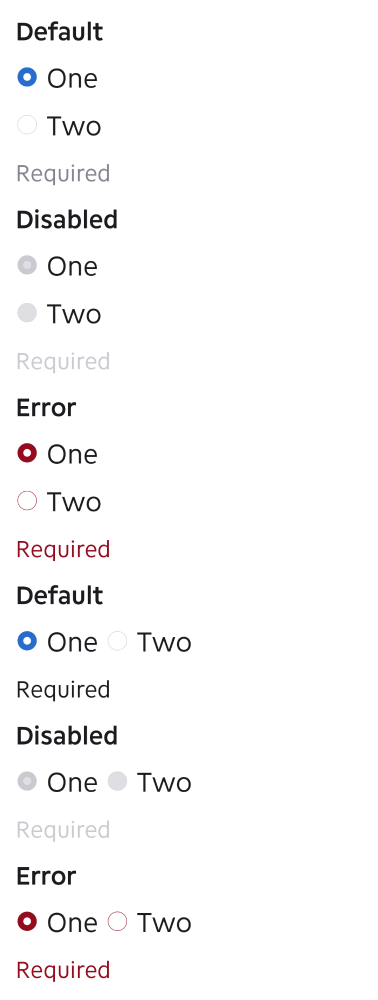 Default
One
Two
Required
Disabled
One
Two
Required
Error
One
Two
Required
Default
One Two
Required
Disabled
One Two
Required
Error
One Two
Required